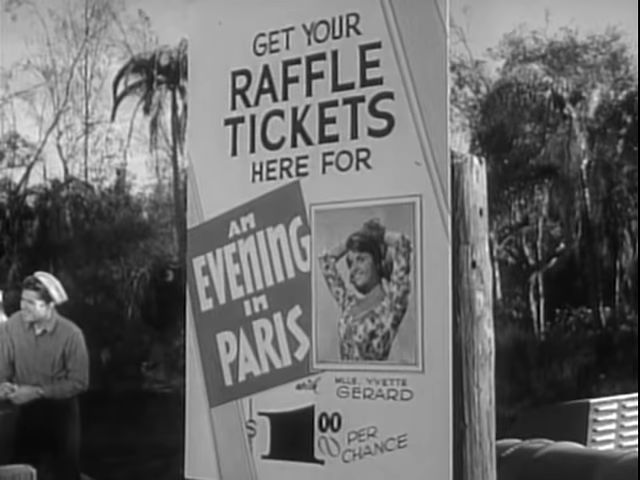 GET YOUR
RAFFLE
TICKETS
HERE FOR
AN
EVENING
IN
PARIS
MLLE. YVETTE
GERARD
$ 00
PER
CHANCE